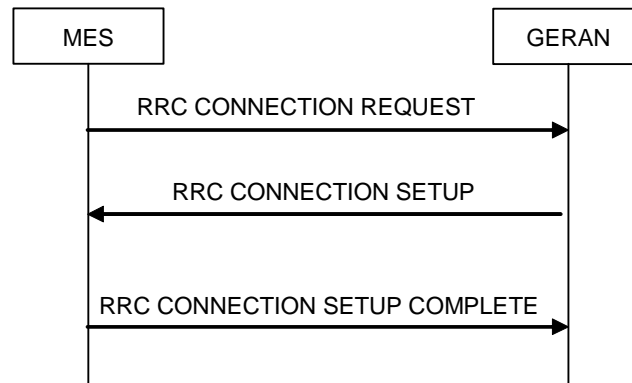 MES
GERAN
RRC CONNECTION REQUEST
RRC CONNECTION SETUP
RRC CONNECTION SETUP COMPLETE